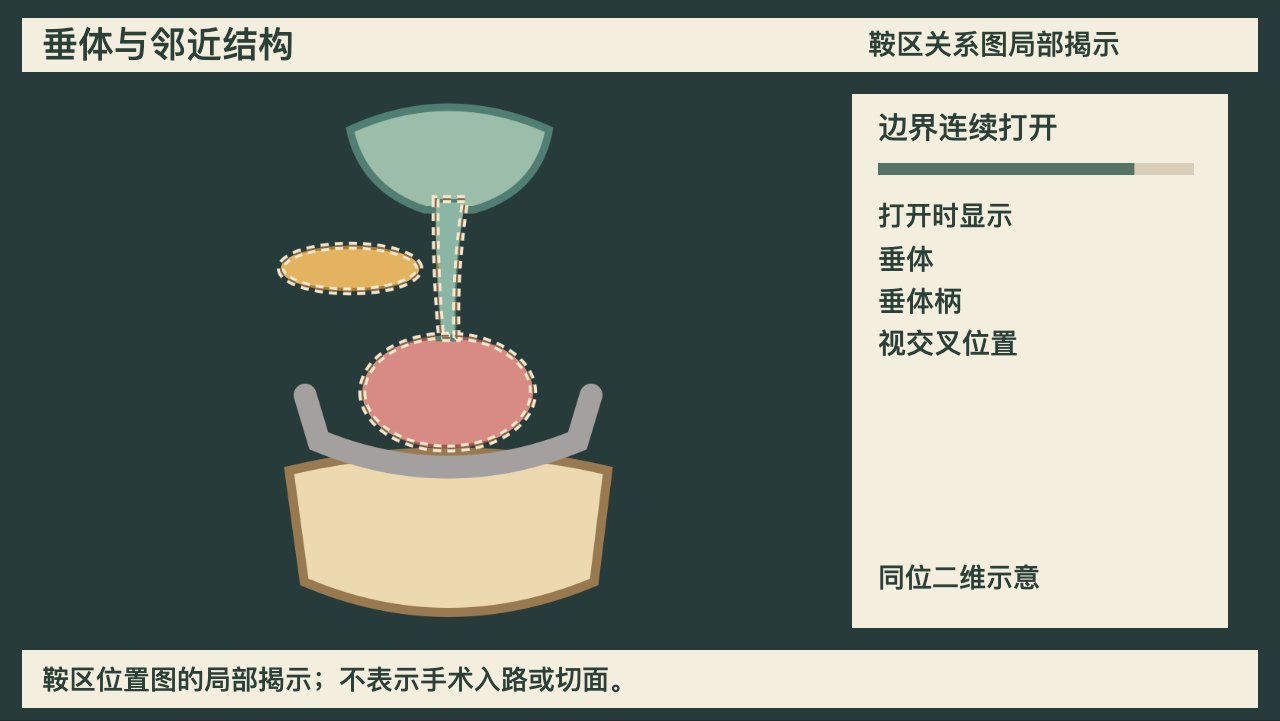 垂体与邻近结构
鞍区关系图局部揭示
边界连续打开
打开时显示
垂体
垂体柄
视交叉位置
同位二维示意
鞍区位置图的局部揭示；不表示手术入路或切面。